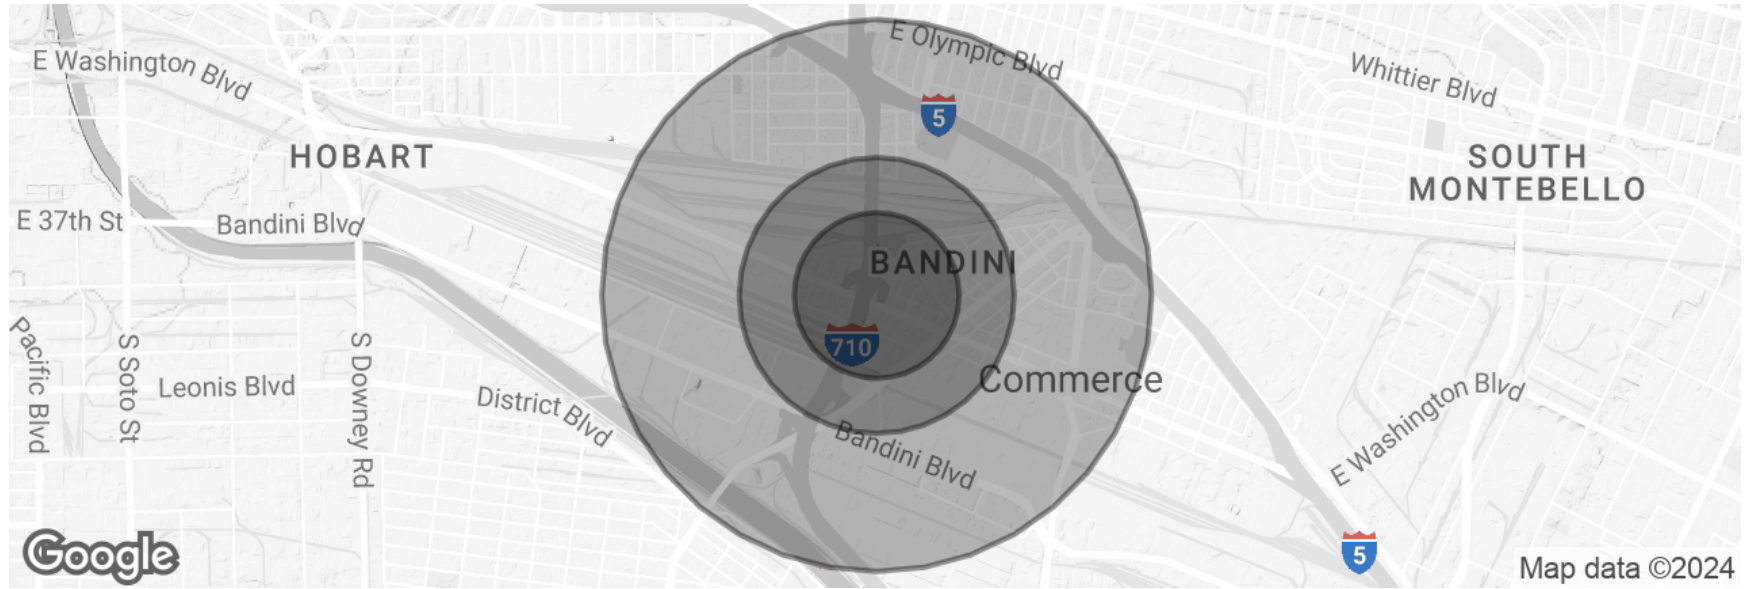 E Olympic Blvd
E Washington Blvd
Whittier Blvd
5
HOBART
SOUTH
MONTEBELLO
E 37th St
Bandini Blvd
BANDINI
Pacific Blvd
S Soto St
S Downey Rd
710
Leonis Blvd
District Blvd
Commerce
Bandini Blvd
E Washington Blvd
Google
5
Map data ©2024